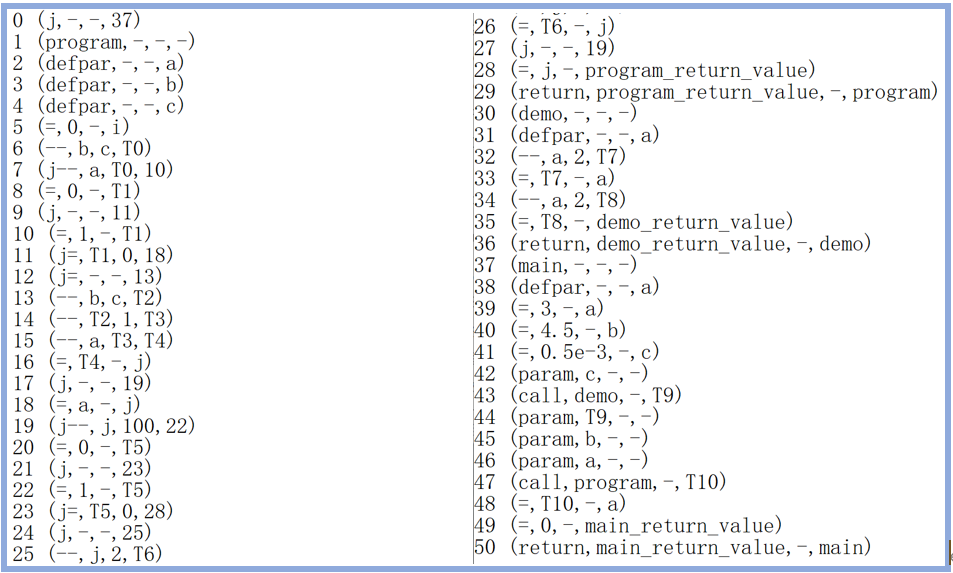 0 (j,-,-,37)
1 (program,-,-,-)
2 (defpar,-,-,a)
3 (defpar,-,-,b)
4 (defpar,-,-,c)
5 (=,0,-,i)
6 (--,b,c,T0)
7 (j--,a,T0,10)
8 (=,0,-,T1)
9 (j,-,-,11)
10 (=,1,-,T1)
11 (j=,T1,0,18)
12 (j=,-,-,13)
13 (--,b,c,T2)
14 (--,T2,1,T3)
15 (--,a,T3,T4)
16 (=,T4,-,j)
17 (j,-,-,19)
18 (=,a,-,j)
19 (j--,j,100,22)
20 (=,0,-,T5)
21 (j,-,-,23)
22 (=,1,-,T5)
23 (j=,T5,0,28)
24 (j,-,-,25)
25 (--,j,2,T6)
26 (=,T6,-,j)
27 (j,-,-,19)
28 (=,j,-,program_return_value)
29 (return,program_return_value,-,program)
30 (demo,-,-,-)
31 (defpar,-,-,a)
32 (--,a,2,T7)
33 (=,T7,-,a)
34 (--,a,2,T8)
35 (=,T8,-,demo_return_value)
36 (return,demo_return_value,-,demo)
37 (main,-,-,-)
38 (defpar,-,-,a)
39 (=,3,-,a)
40 (=,4.5,-,b)
41 (=,0.5e-3,-,c)
42 (param,c,-,-)
43 (call,demo,-,T9)
44 (param,T9,-,-)
45 (param,b,-,-)
46 (param,a,-,-)
47 (call,program,-,T10)
48 (=,T10,-,a)
49 (=,0,-,main_return_value)
50 (return,main_return_value,-,main)